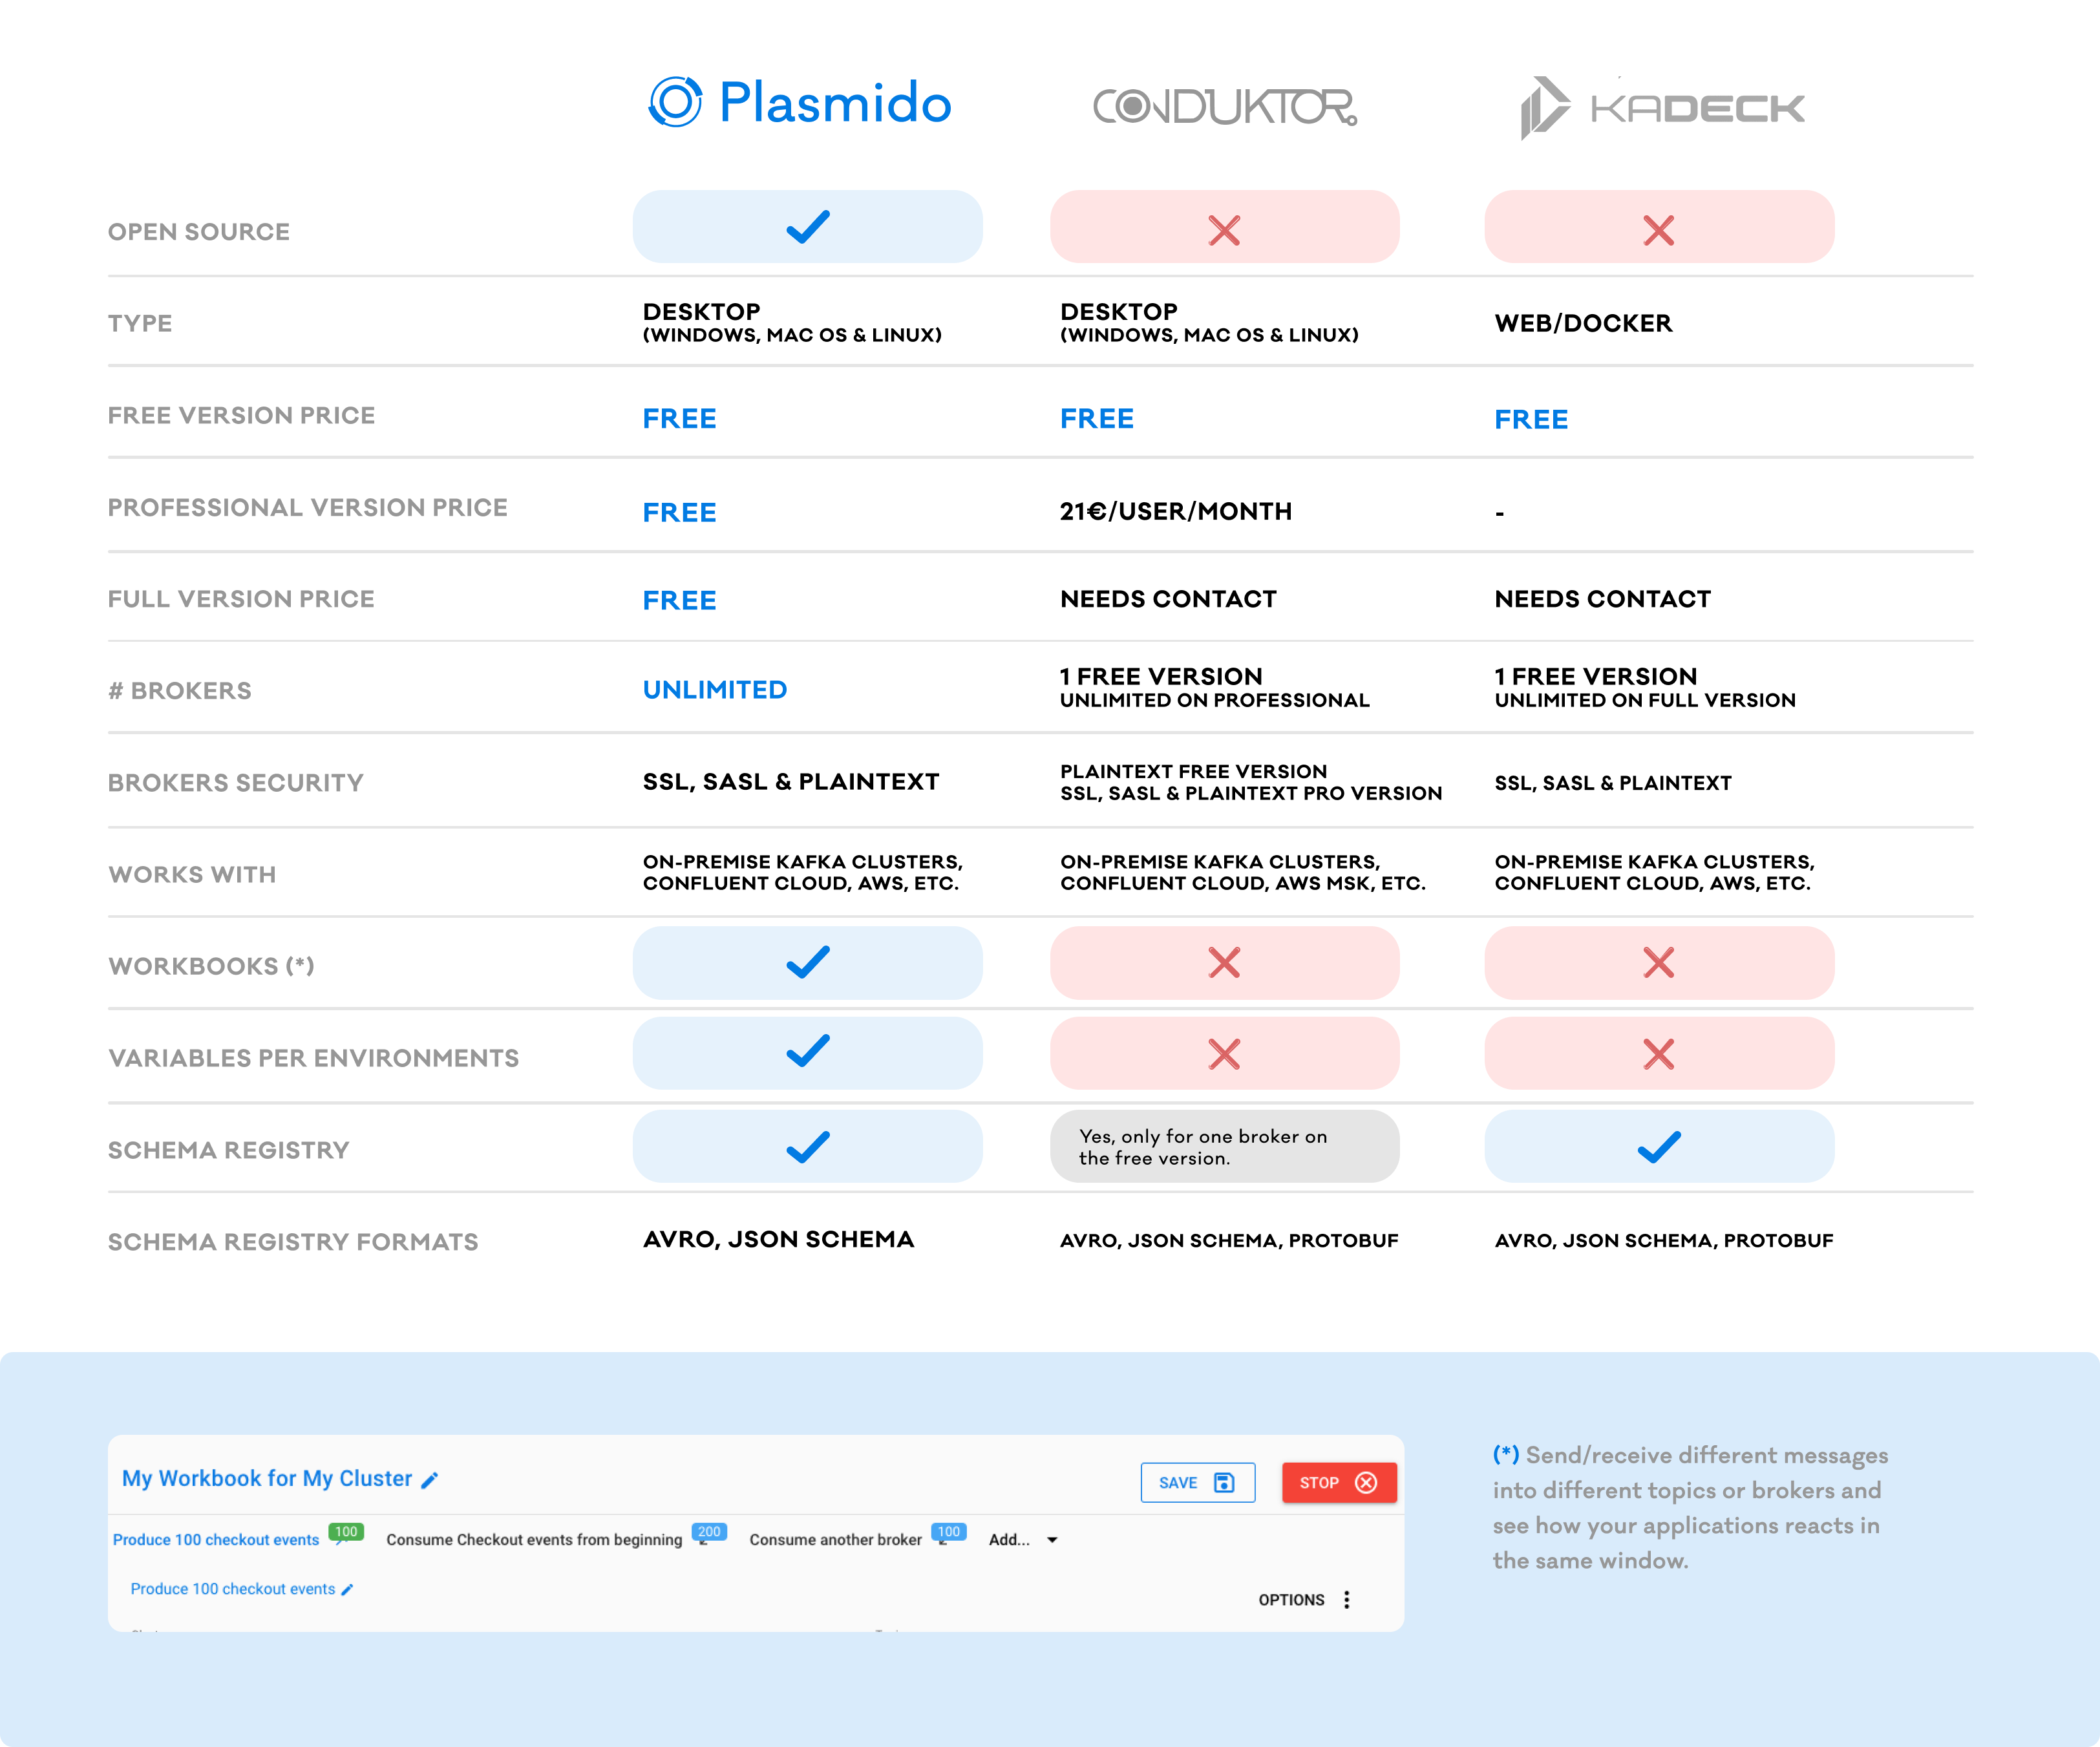 Plasmido
CONDUKTOR
KADECK
OPEN SOURCE
TYPE
DESKTOP
(WINDOWS, MAC OS & LINUX)
DESKTOP
(WINDOWS, MAC OS & LINUX)
WEB/DOCKER
FREE VERSION PRICE
FREE
FREE
FREE
PROFESSIONAL VERSION PRICE
FREE
21€/USER/MONTH
-
FULL VERSION PRICE
FREE
NEEDS CONTACT
NEEDS CONTACT
# BROKERS
UNLIMITED
1 FREE VERSION
UNLIMITED ON PROFESSIONAL
1 FREE VERSION
UNLIMITED ON FULL VERSION
BROKERS SECURITY
SSL, SASL & PLAINTEXT
PLAINTEXT FREE VERSION
SSL, SASL & PLAINTEXT PRO VERSION
SSL, SASL & PLAINTEXT
WORKS WITH
ON-PREMISE KAFKA CLUSTERS,
CONFLUENT CLOUD, AWS, ETC.
ON-PREMISE KAFKA CLUSTERS,
CONFLUENT CLOUD, AWS MSK, ETC.
ON-PREMISE KAFKA CLUSTERS,
CONFLUENT CLOUD, AWS, ETC.
WORKBOOKS (*)
VARIABLES PER ENVIRONMENTS
SCHEMA REGISTRY
Yes, only for one broker on
the free version.
SCHEMA REGISTRY FORMATS
AVRO, JSON SCHEMA
AVRO, JSON SCHEMA, PROTOBUF
AVRO, JSON SCHEMA, PROTOBUF
My Workbook for My Cluster
SAVE
STOP
Produce 100 checkout events
100
Consume Checkout events from beginning
200
Consume another broker
100
Add...
Produce 100 checkout events
OPTIONS
(*) Send/receive different messages
into different topics or brokers and
see how your applications reacts in
the same window.